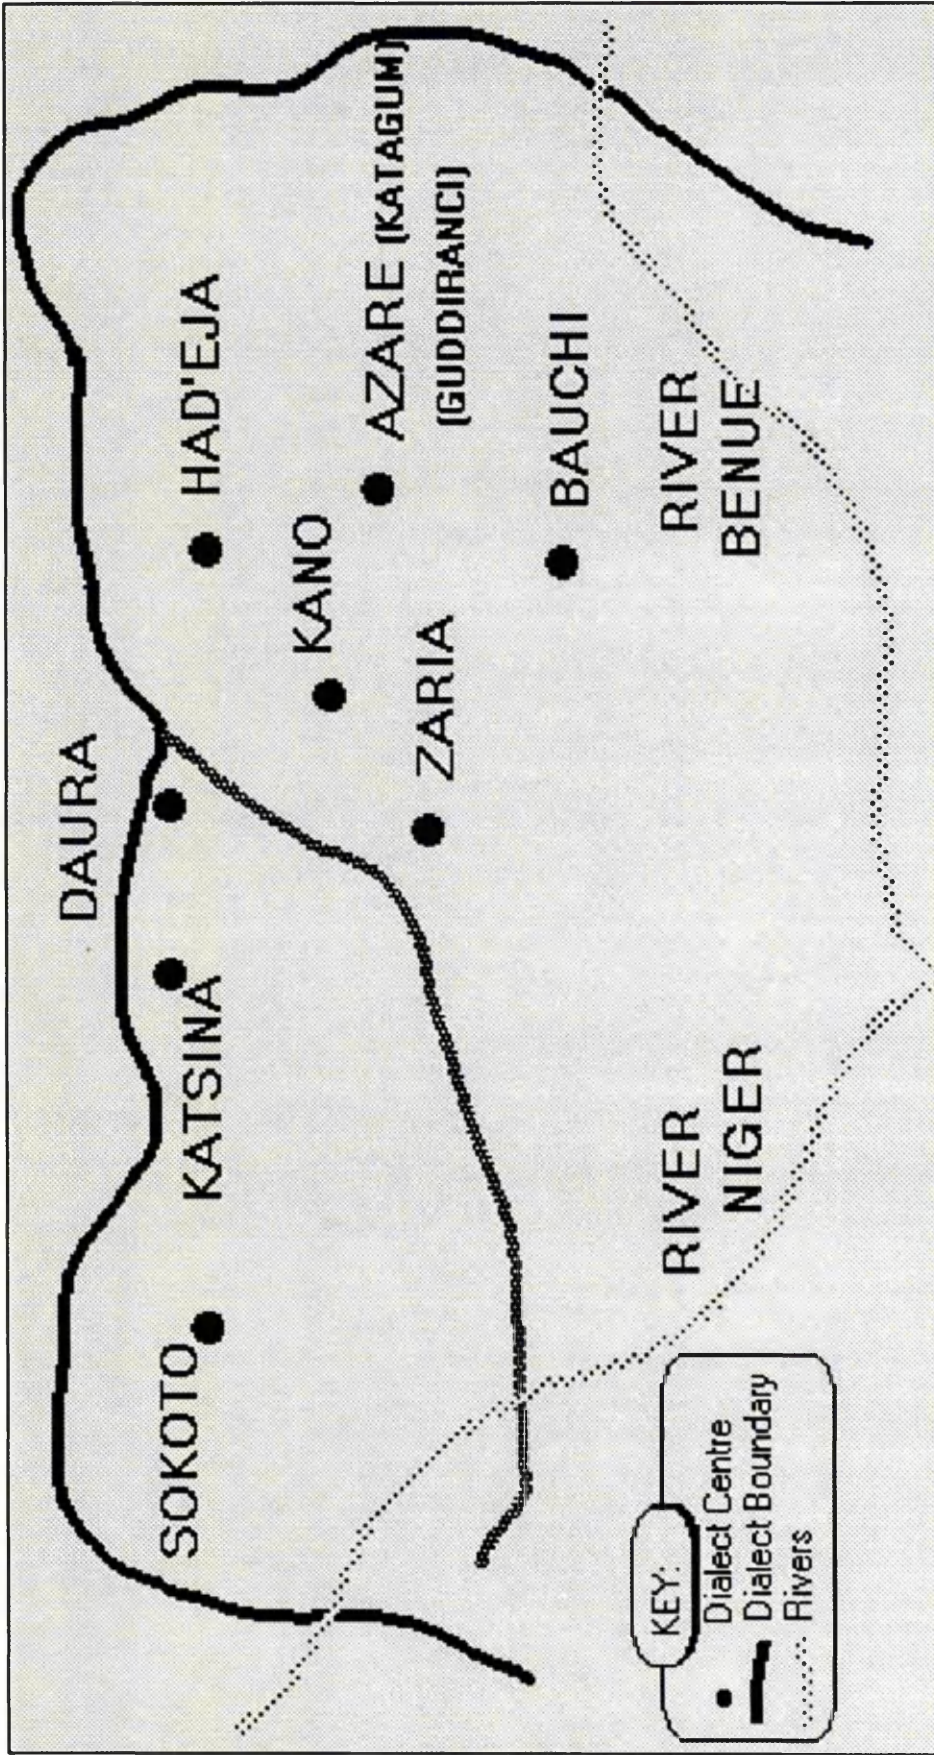 DAURA
SOKOTO
KATSINA
HAD'EJA
KANO
AZARE (KATAGUM)
(GUDDIRANCI)
ZARIA
BAUCHI
RIVER
NIGER
RIVER
BENUE
KEY:
Dialect Centre
Dialect Boundary
Rivers